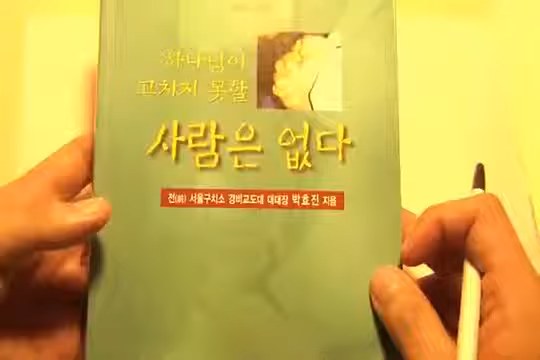 하나님이
고치지 못할
사람은 없다
전(前) 서울구치소 경비교도대 대대장 박효진 지음